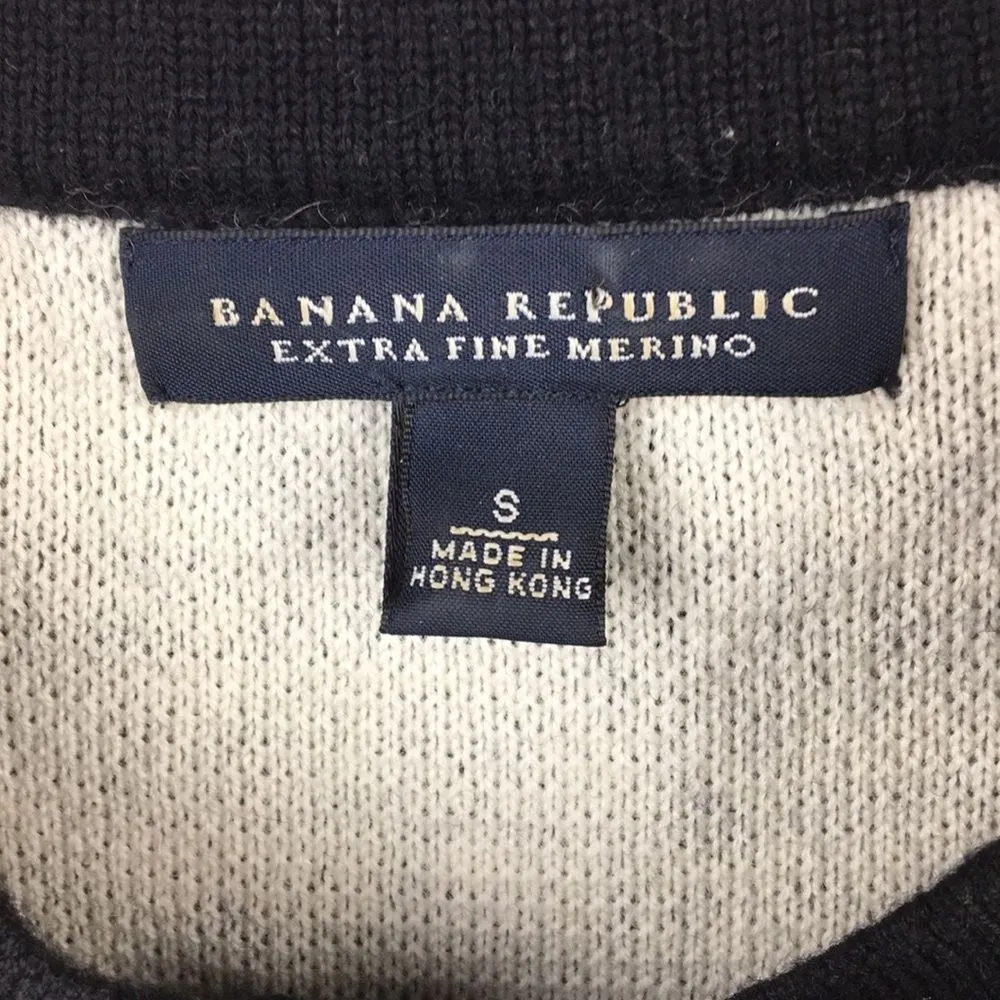 BANANA REPUBLIC
EXTRA FINE MERINO
S
MADE IN
HONG KONG